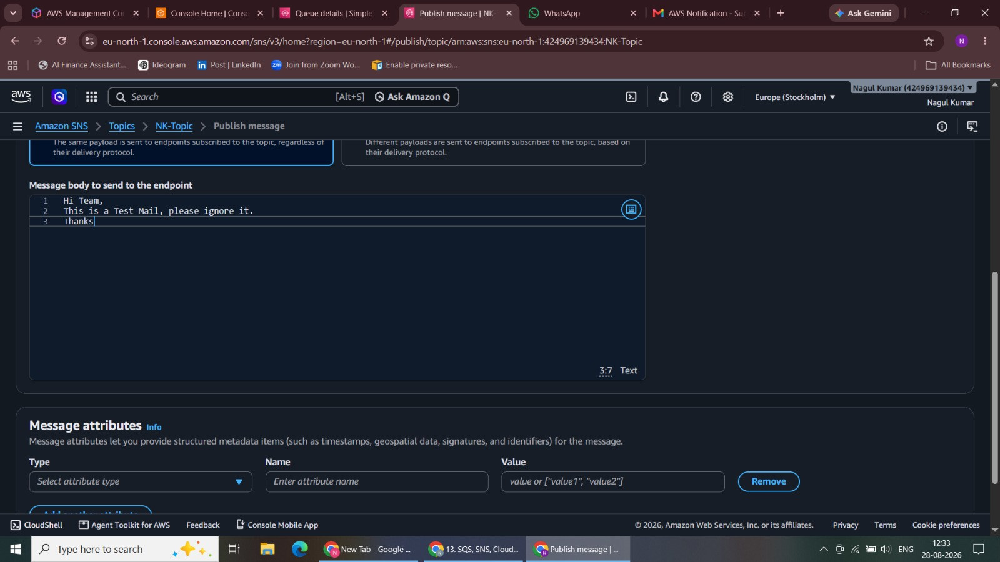 AWS Management Co
Console Home | Conso
Queue details | Simple
Publish message | NK-
WhatsApp
AWS Notification - Sub
Ask Gemini
eu-north-1.console.aws.amazon.com/sns/v3/home?region=eu-north-1#/publish/topic/arn:aws:sns:eu-north-1:424969139434:NK-Topic
N
AI Finance Assistant...
Ideogram
Post | LinkedIn
Join from Zoom Wo...
Enable private reso...
All Bookmarks
aws
Search
[Alt+S]
Ask Amazon Q
Europe (Stockholm)
Nagul Kumar (424969139434)
Nagul Kumar
Amazon SNS
Topics
NK-Topic
Publish message
The same payload is sent to endpoints subscribed to the topic, regardless of
their delivery protocol.
Different payloads are sent to endpoints subscribed to the topic, based on
their delivery protocol.
Message body to send to the endpoint
1 Hi Team,
2 This is a Test Mail, please ignore it.
3 Thanks
3:7 Text
Message attributes Info
Message attributes let you provide structured metadata items (such as timestamps, geospatial data, signatures, and identifiers) for the message.
Type
Name
Value
Select attribute type
Enter attribute name
value or ["value1", "value2"]
Remove
Add another attribute
CloudShell
Agent Toolkit for AWS
Feedback
Console Mobile App
© 2026, Amazon Web Services, Inc. or its affiliates.
Privacy
Terms
Cookie preferences
Type here to search
New Tab - Google ...
13. SQS, SNS, Cloud...
Publish message | ...
ENG
12:33
28-08-2026